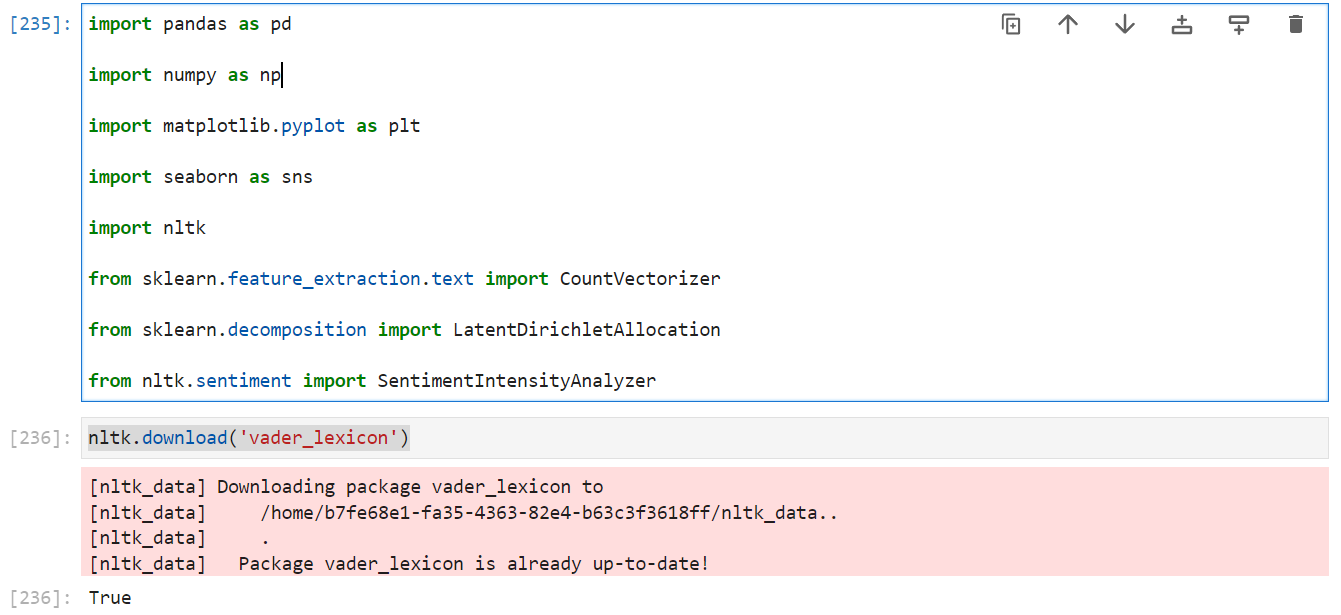 [235]: import pandas as pd
import numpy as np
import matplotlib.pyplot as plt
import seaborn as sns
import nltk
from sklearn.feature_extraction.text import CountVectorizer
from sklearn.decomposition import LatentDirichletAllocation
from nltk.sentiment import SentimentIntensityAnalyzer
[236]: nltk.download('vader_lexicon')
[nltk_data] Downloading package vader_lexicon to
[nltk_data]     /home/b7fe68e1-fa35-4363-82e4-b63c3f3618ff/nltk_data..
[nltk_data]     .
[nltk_data]   Package vader_lexicon is already up-to-date!
[236]: True